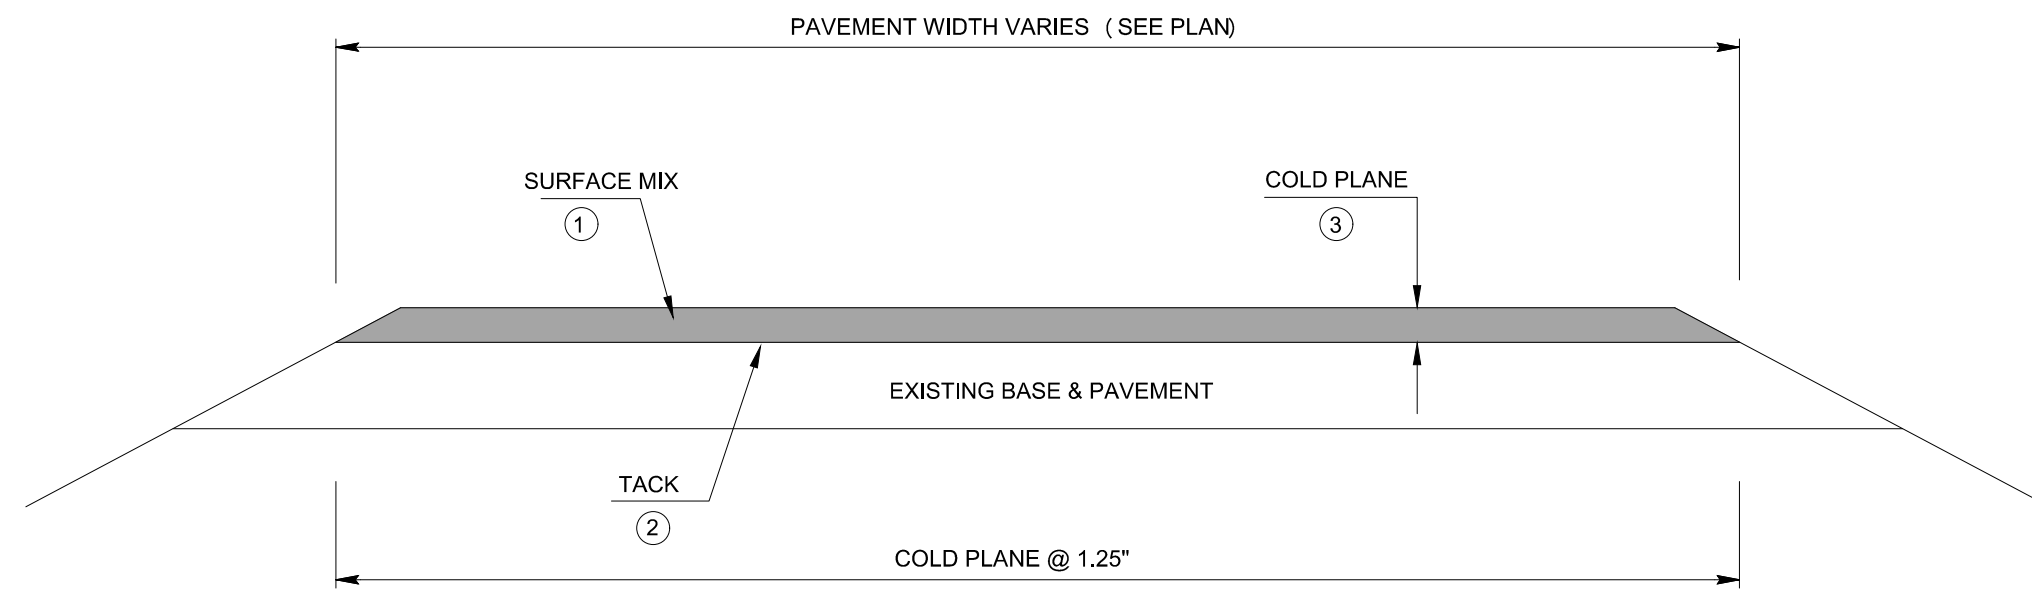 PAVEMENT WIDTH VARIES (SEE PLAN)
SURFACE MIX
1
COLD PLANE
3
EXISTING BASE & PAVEMENT
TACK
2
COLD PLANE @ 1.25"